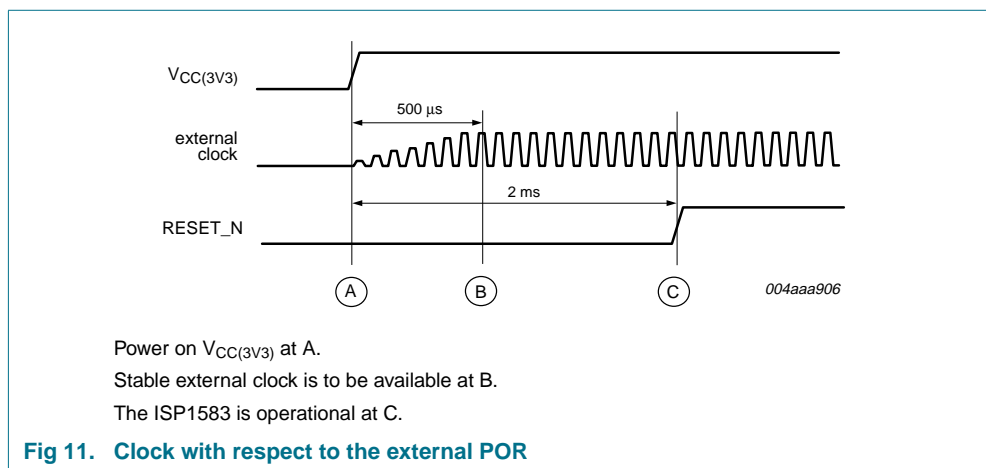 VCC(3V3)
500 μs
external
clock
2 ms
RESET_N
A B C 004aaa906
Power on VCC(3V3) at A.
Stable external clock is to be available at B.
The ISP1583 is operational at C.
Fig 11. Clock with respect to the external POR